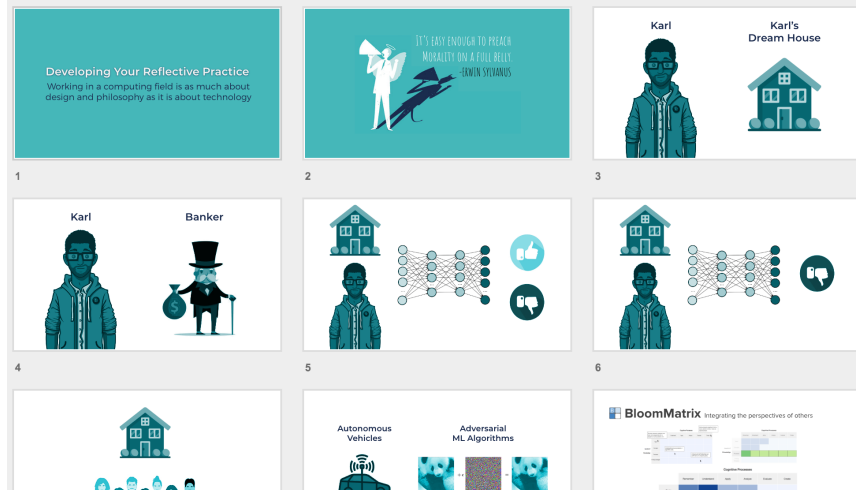 Developing Your Reflective Practice
Working in a computing field is as much about
design and philosophy as it is about technology
1
IT'S EASY ENOUGH TO PREACH
MORALITY ON A FULL BELLY.
-ERWIN SYLVANUS
2
Karl
Karl's
Dream House
3
Karl
Banker
$
4
5
6
Autonomous
Vehicles
Adversarial
ML Algorithms
BloomMatrix Integrating the perspectives of others
Cognitive Processes